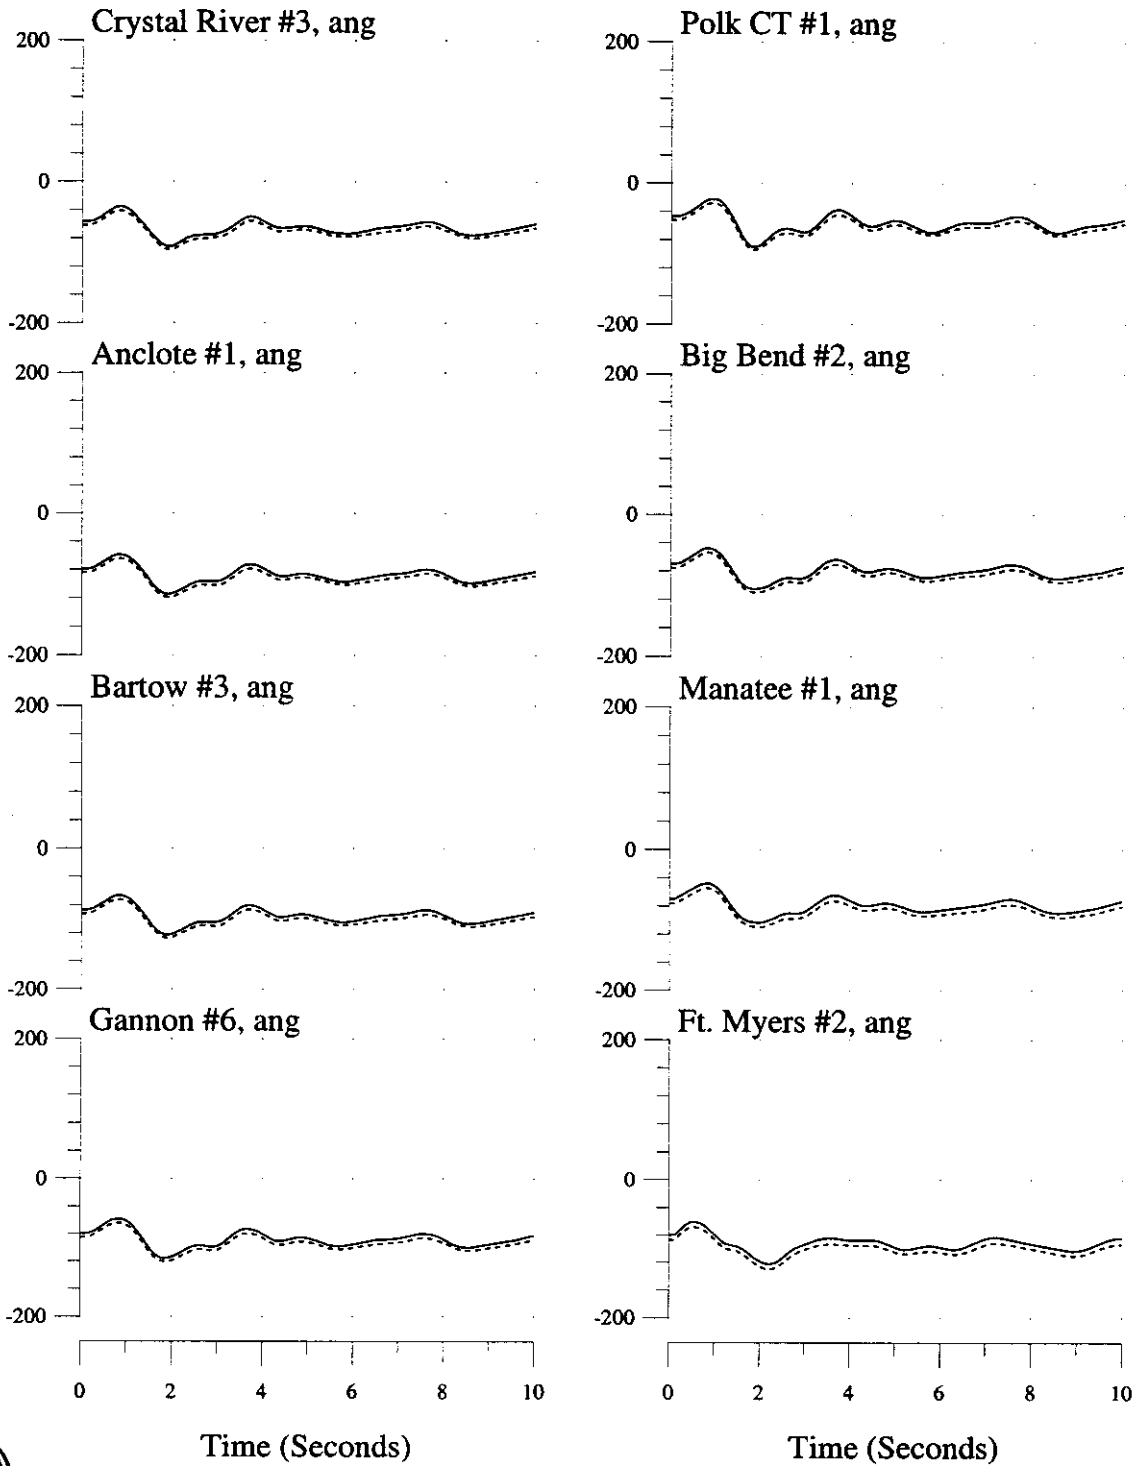 Crystal River #3, ang
200
0
-200
Anclote #1, ang
200
0
-200
Bartow #3, ang
200
0
-200
Gannon #6, ang
200
0
-200
0 2 4 6 8 10
Time (Seconds)
Polk CT #1, ang
200
0
-200
Big Bend #2, ang
200
0
-200
Manatee #1, ang
200
0
-200
Ft. Myers #2, ang
200
0
-200
0 2 4 6 8 10
Time (Seconds)